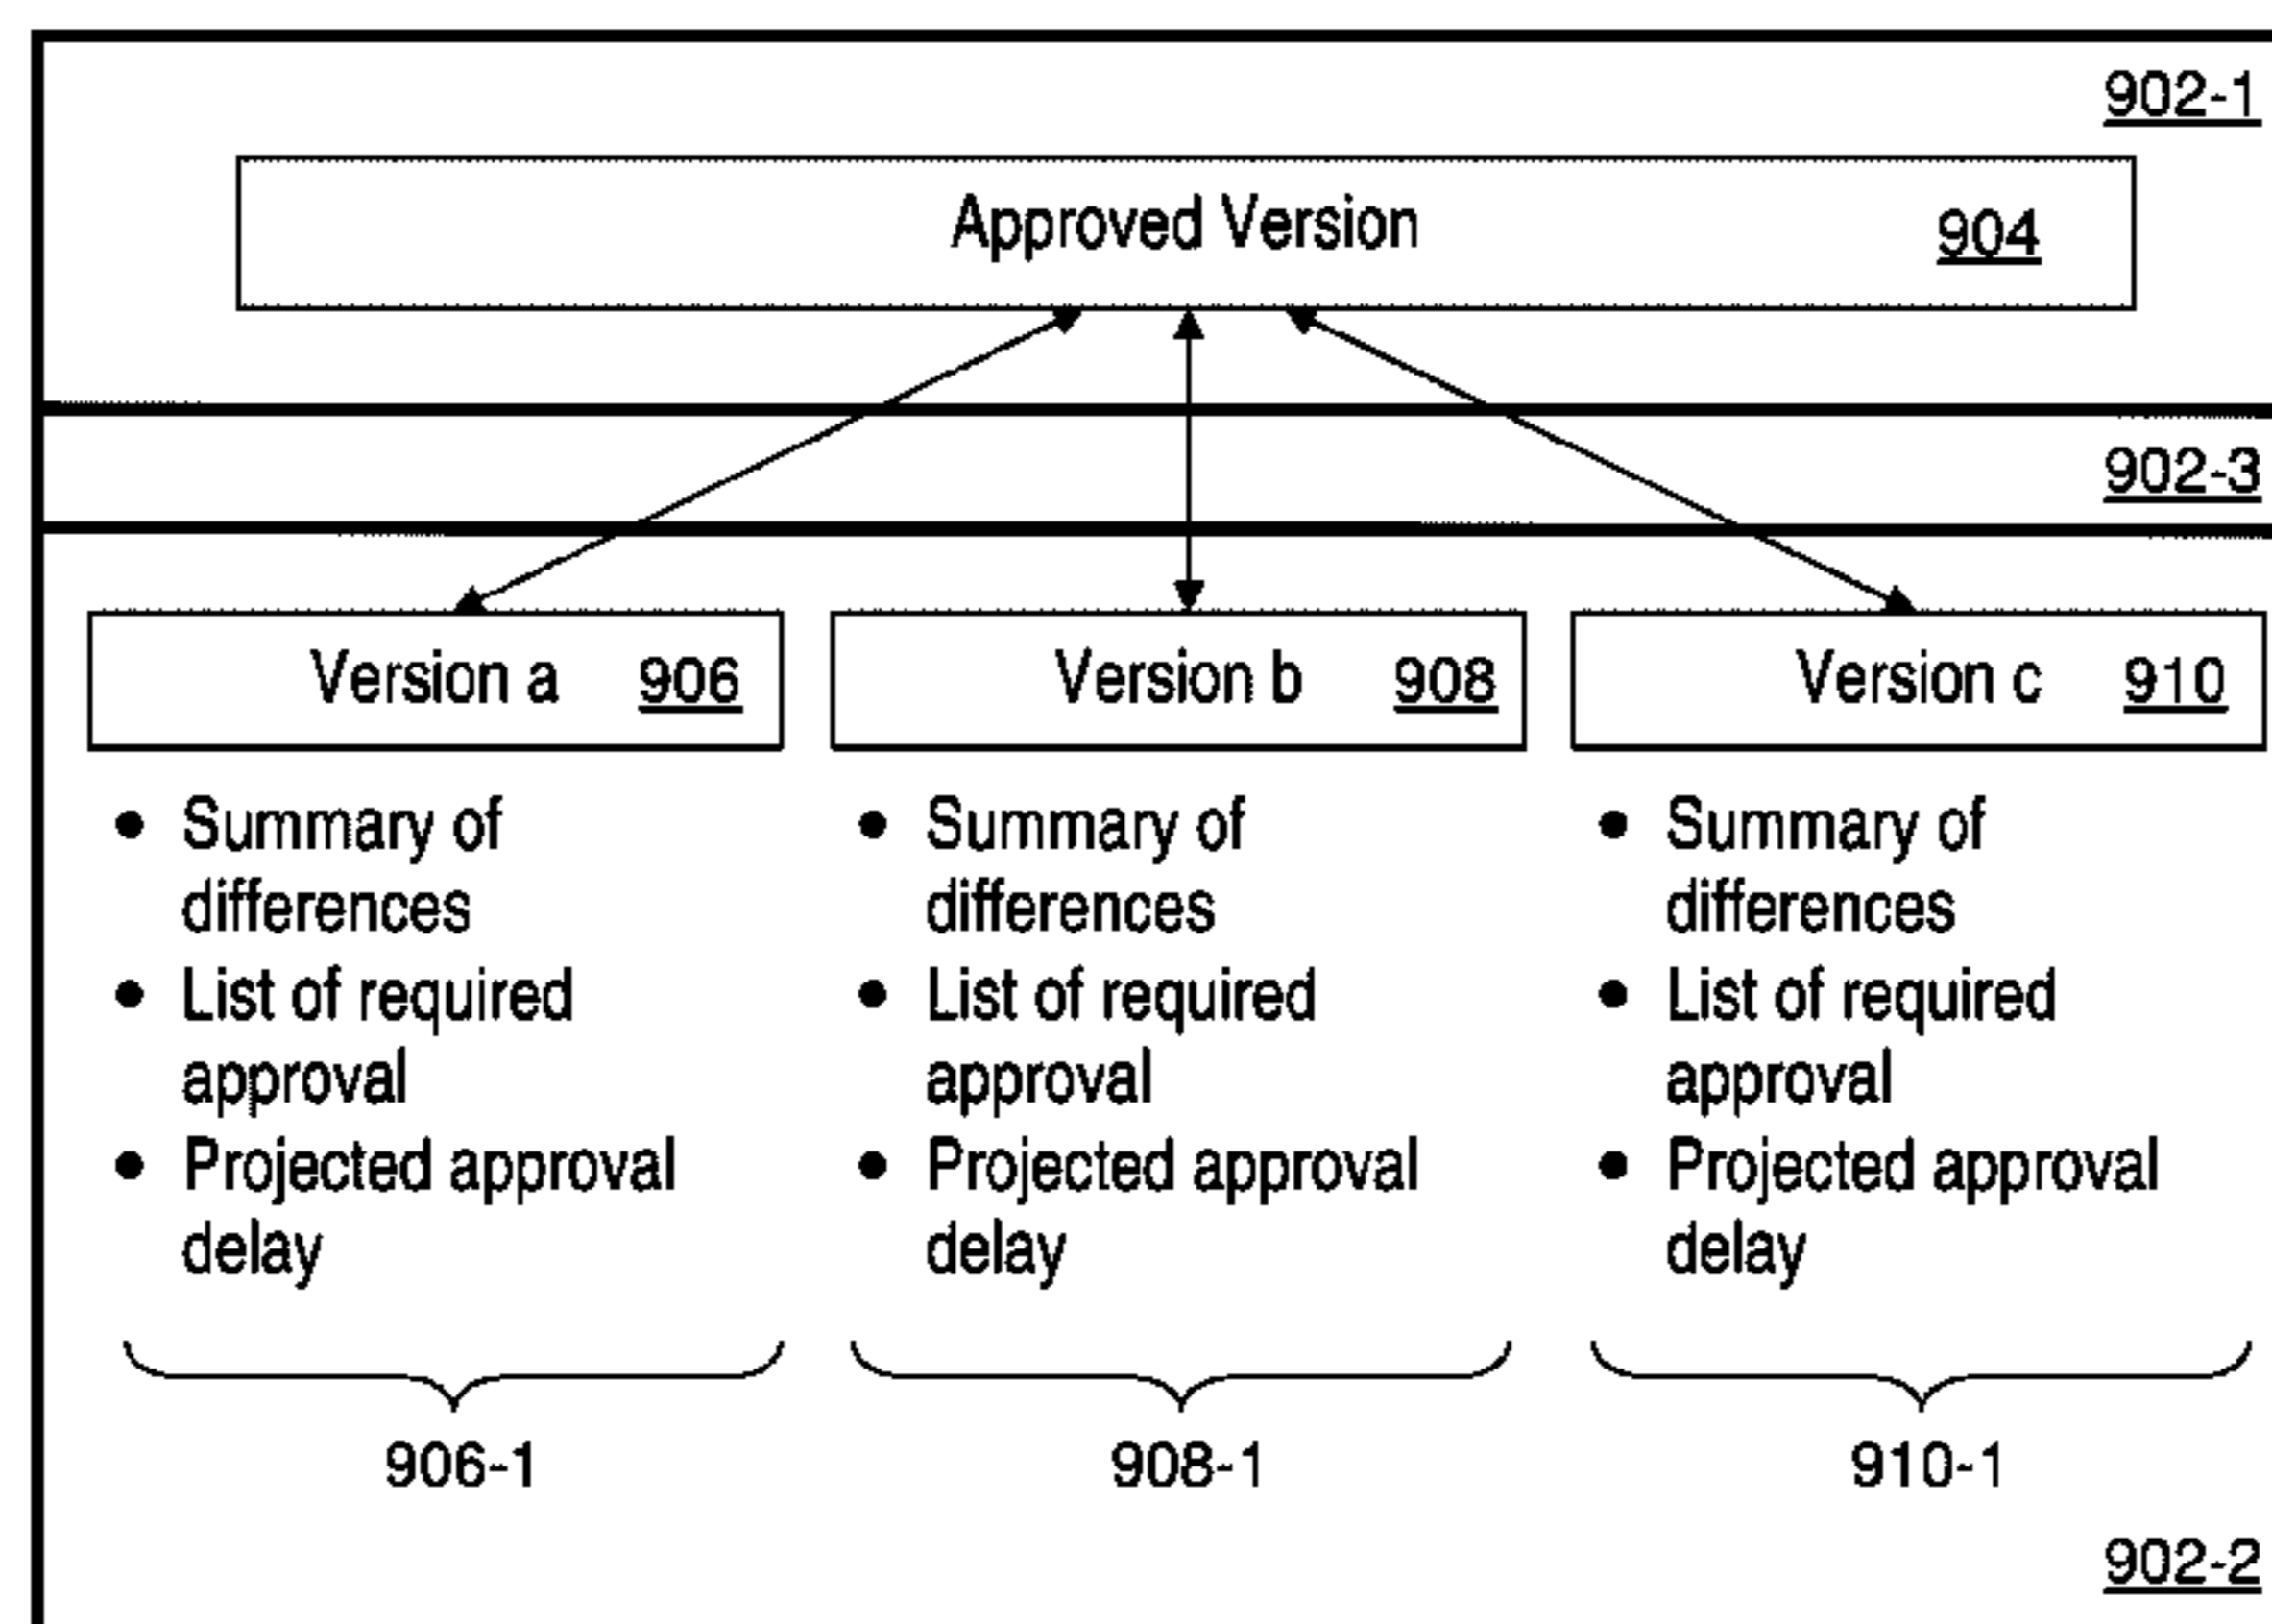 902-1
Approved Version 904
902-3
Version a 906 Version b 908 Version c 910
• Summary of • Summary of • Summary of
differences differences differences
• List of required • List of required • List of required
approval approval approval
• Projected approval • Projected approval • Projected approval
delay delay delay
906-1 908-1 910-1
902-2